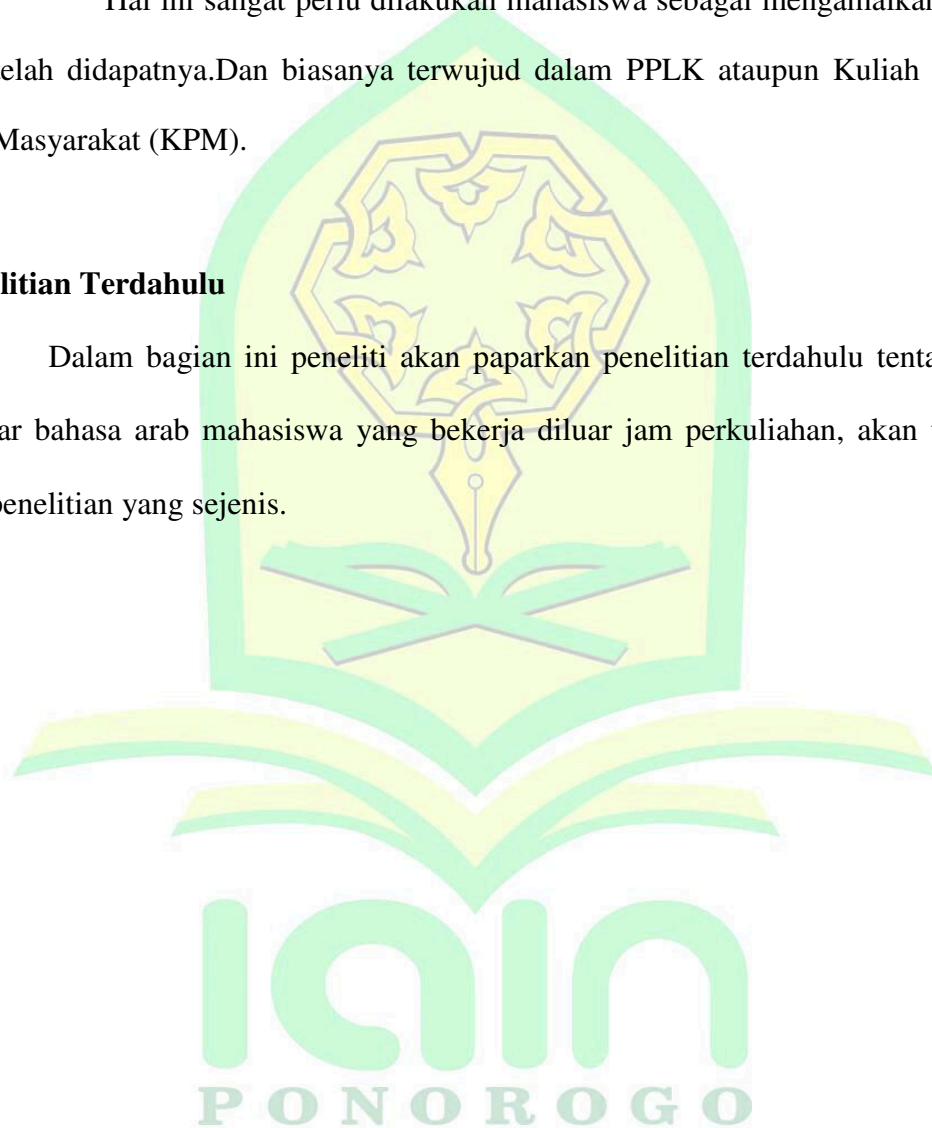 Hal ini sangat perlu dilakukan mahasiswa sebagai mengamalkan
telah didapatnya.Dan biasanya terwujud dalam PPLK ataupun Kuliah
Masyarakat (KPM).
litian Terdahulu
Dalam bagian ini peneliti akan paparkan penelitian terdahulu tenta
ar bahasa arab mahasiswa yang bekerja diluar jam perkuliahan, akan
penelitian yang sejenis.
iain
PONOROGO